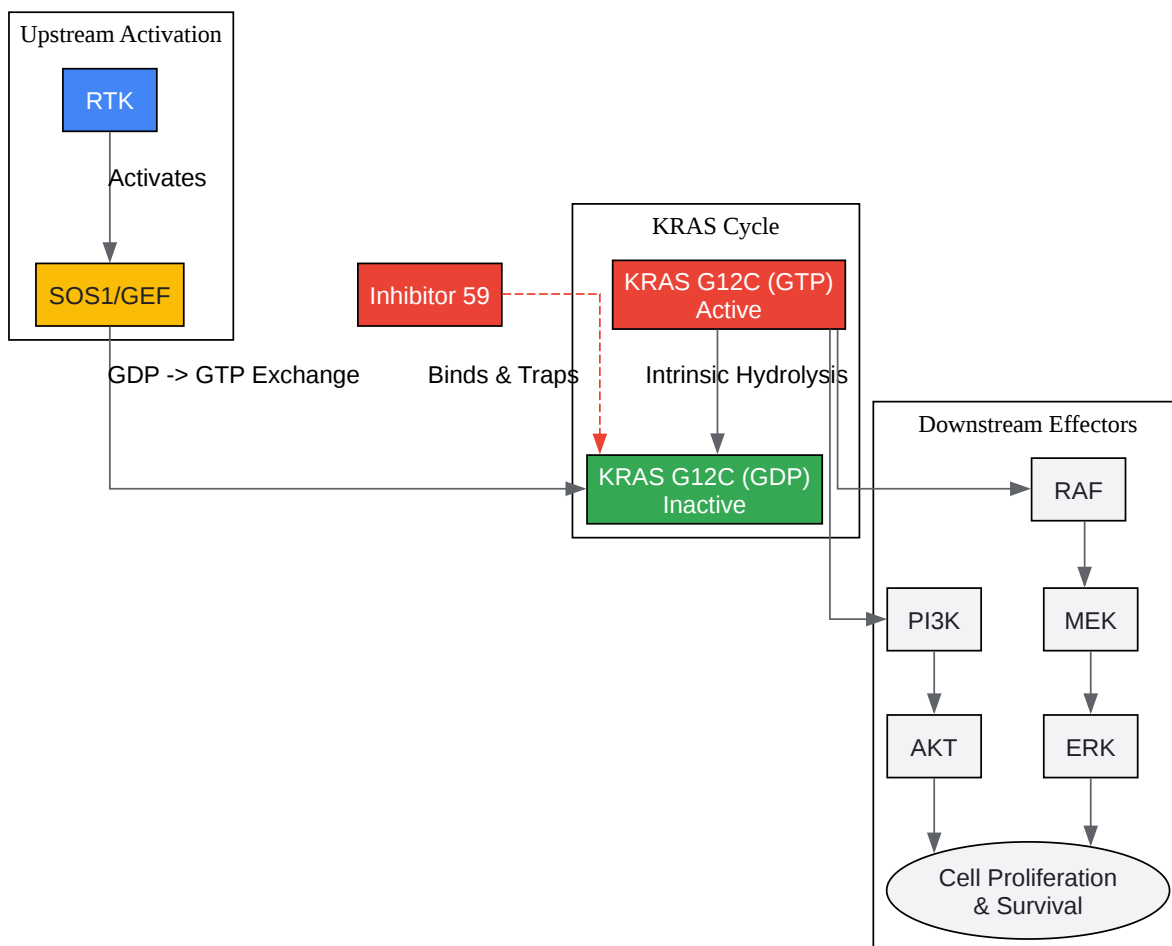 Upstream Activation
RTK
Activates
SOS1/GEF
GDP -> GTP Exchange
Inhibitor 59
Binds & Traps
KRAS Cycle
KRAS G12C (GTP)
Active
Intrinsic Hydrolysis
KRAS G12C (GDP)
Inactive
Downstream Effectors
RAF
PI3K
MEK
AKT
ERK
Cell Proliferation
& Survival